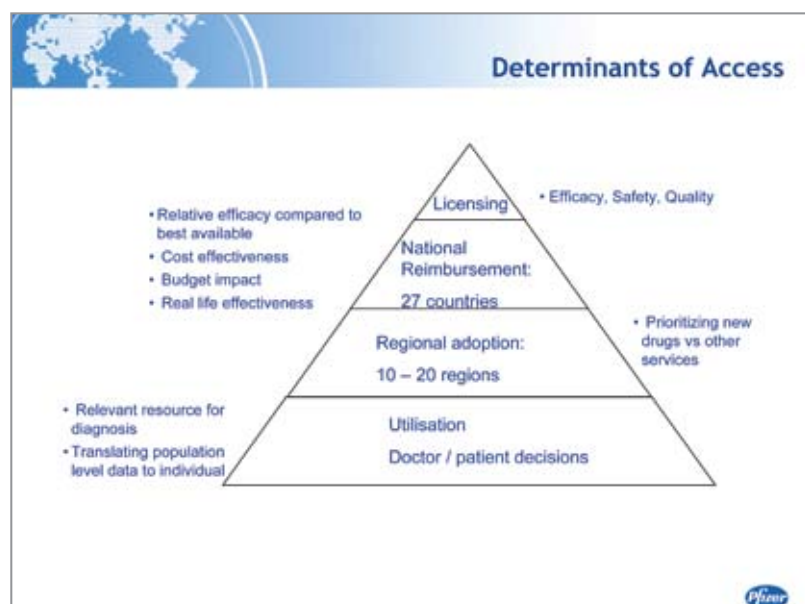 Determinants of Access
Licensing
• Efficacy, Safety, Quality
• Relative efficacy compared to
best available
• Cost effectiveness
• Budget impact
• Real life effectiveness
National
Reimbursement:
27 countries
• Prioritizing new
drugs vs other
services
Regional adoption:
10 – 20 regions
• Relevant resource for
diagnosis
• Translating population
level data to individual
Utilisation
Doctor / patient decisions
Pfizer